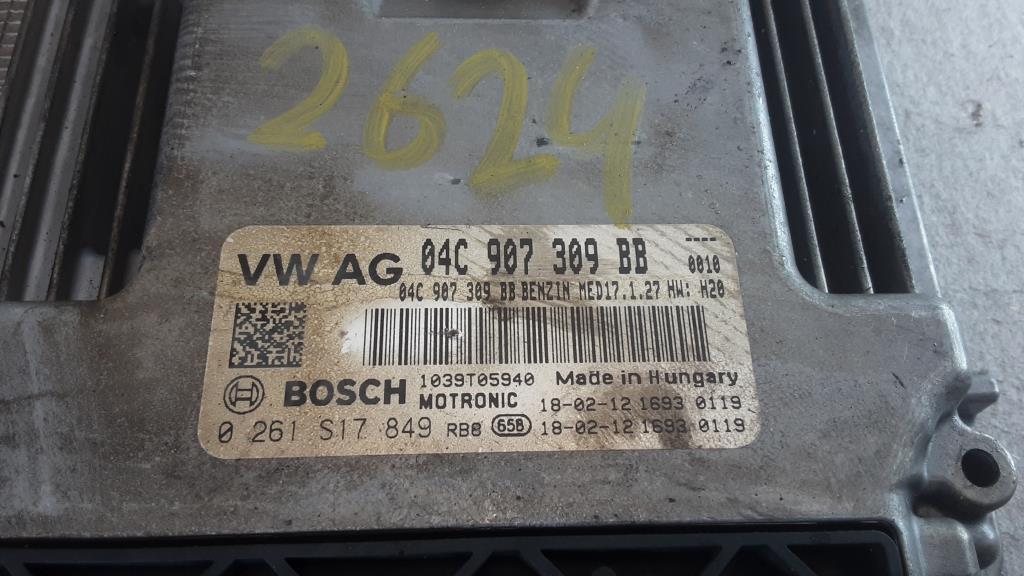 2624
VW AG 04C 907 309 BB ----
0010
04C 907 309 BB BENZIN MED17.1.27 HW: H20
BOSCH 1039T05940 Made in Hungary
MOTRONIC 18-02-12 1693 0119
0 261 S17 849 RB8 658 18-02-12 1693 0119